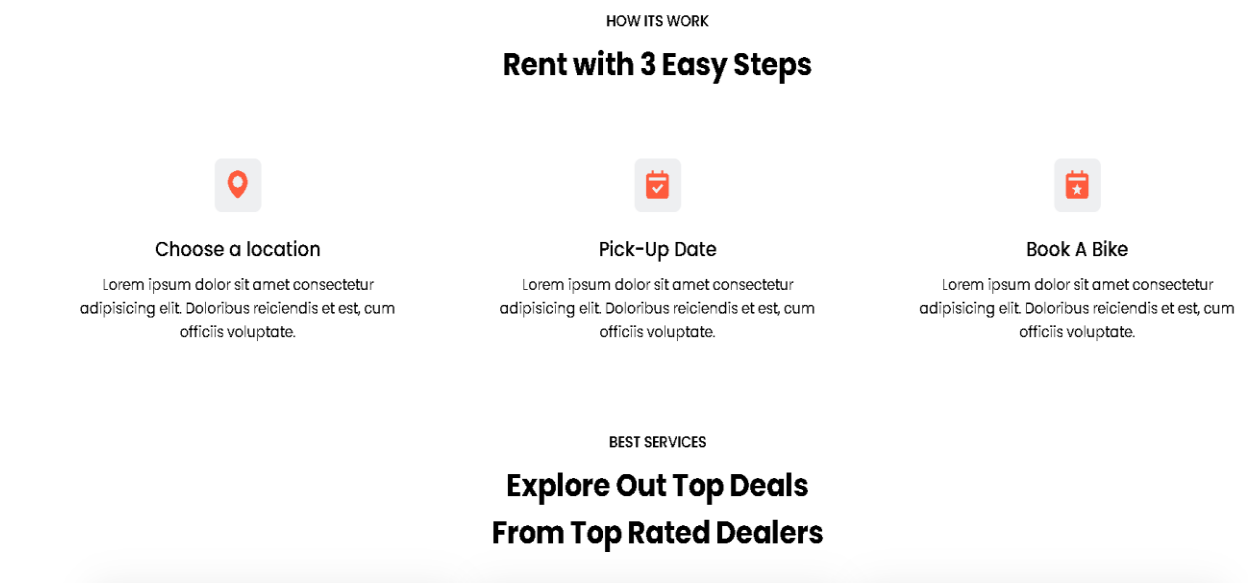 HOW ITS WORK
Rent with 3 Easy Steps
Choose a location
Lorem ipsum dolor sit amet consectetur
adipisicing elit. Doloribus reiciendis et est, cum
officiis voluptate.
Pick-Up Date
Lorem ipsum dolor sit amet consectetur
adipisicing elit. Doloribus reiciendis et est, cum
officiis voluptate.
Book A Bike
Lorem ipsum dolor sit amet consectetur
adipisicing elit. Doloribus reiciendis et est, cum
officiis voluptate.
BEST SERVICES
Explore Out Top Deals
From Top Rated Dealers